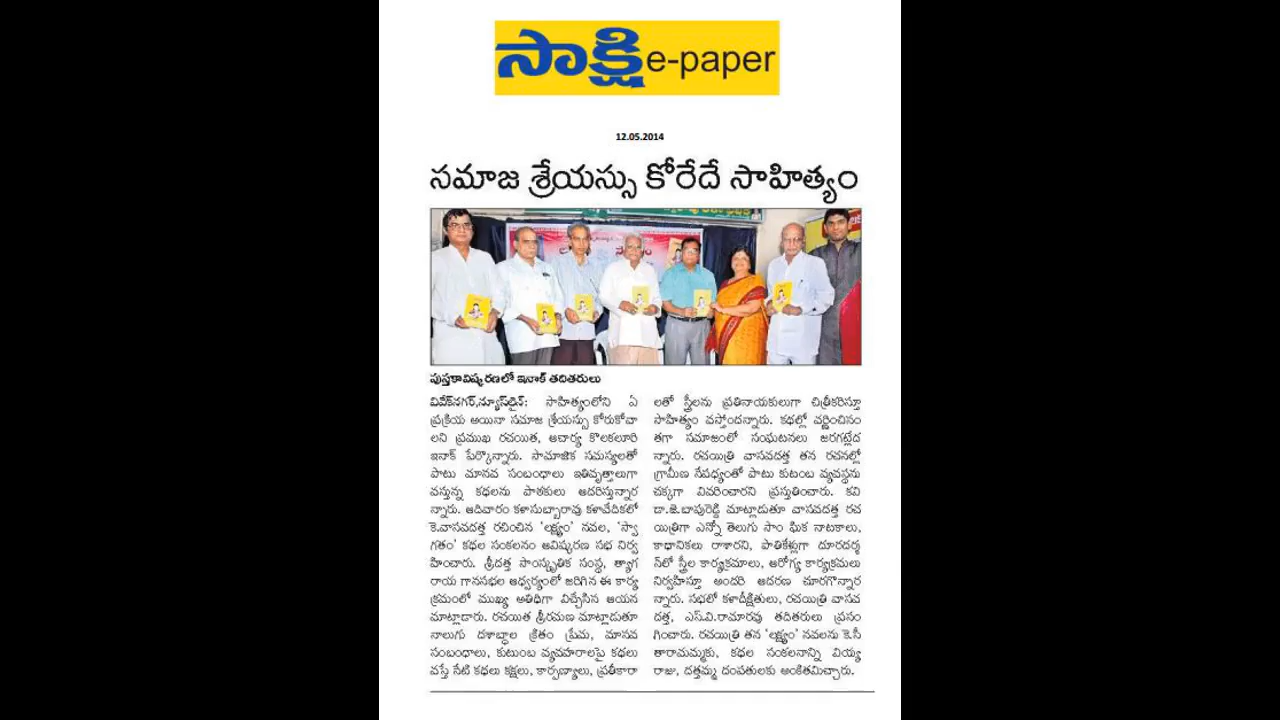 సాక్షి e-paper
12.05.2014
సమాజ శ్రేయస్సు కోరేదే సాహిత్యం
పుస్తకావిష్కరణలో ఇనాక్ తదితరులు
వివేక్‌నగర్,న్యూస్‌లైన్: సాహిత్యంలోని ఏ
ప్రక్రియ అయినా సమాజ శ్రేయస్సు కోరుకోవా
లని ప్రముఖ రచయిత, ఆచార్య కొలకలూరి
ఇనాక్ పేర్కొన్నారు. సామాజిక సమస్యలతో
పాటు మానవ సంబంధాలు ఇతివృత్తాలుగా
వస్తున్న కథలను పాఠకులు ఆదరిస్తున్నార
న్నారు. ఆదివారం కళాసుబ్బారావు కళావేదికలో
కె.వాసవదత్త రచించిన 'లక్ష్యం' నవల, 'స్వా
గతం' కథల సంకలనం ఆవిష్కరణ సభ నిర్వ
హించారు. శ్రీదత్త సాంస్కృతిక సంస్థ, త్యాగ
రాయ గానసభల ఆధ్వర్యంలో జరిగిన ఈ కార్య
క్రమంలో ముఖ్య అతిథిగా విచ్చేసిన ఆయన
మాట్లాడారు. రచయిత శ్రీరమణ మాట్లాడుతూ
నాలుగు దశాబ్దాల క్రితం ప్రేమ, మానవ
సంబంధాలు, కుటుంబ వ్యవహారాలపై కథలు
వస్తే నేటి కథలు కక్షలు, కార్పణ్యాలు, ప్రతీకారా
లతో స్త్రీలను ప్రతినాయకులుగా చిత్రీకరిస్తూ
సాహిత్యం వస్తోందన్నారు. కథల్లో వర్ణించినం
తగా సమాజంలో సంఘటనలు జరగట్లేద
న్నారు. రచయిత్రి వాసవదత్త తన రచనల్లో
గ్రామీణ నేపథ్యంతో పాటు కుటంబ వ్యవస్థను
చక్కగా వివరించారని ప్రస్తుతించారు. కవి
డా.జె.బాపురెడ్డి మాట్లాడుతూ వాసవదత్త రచ
యిత్రిగా ఎన్నో తెలుగు సాం ఘిక నాటకాలు,
కాథానికలు రాశారని, పాతికేళ్లుగా దూరదర్శ
న్‌లో స్త్రీల కార్యక్రమాలు, ఆరోగ్య కార్యక్రమలు
నిర్వహిస్తూ అందరి ఆదరణ చూరగొన్నార
న్నారు. సభలో కళాదీక్షితులు, రచయిత్రి వాసవ
దత్త, ఎస్.వి.రామారవు తదితరులు ప్రసం
గించారు. రచయిత్రి తన 'లక్ష్యం' నవలను కె.సీ
తారామమ్మకు, కథల సంకలనాన్ని వియ్య
రాజు, దత్తమ్మ దంపతులకు అంకితమిచ్చారు.